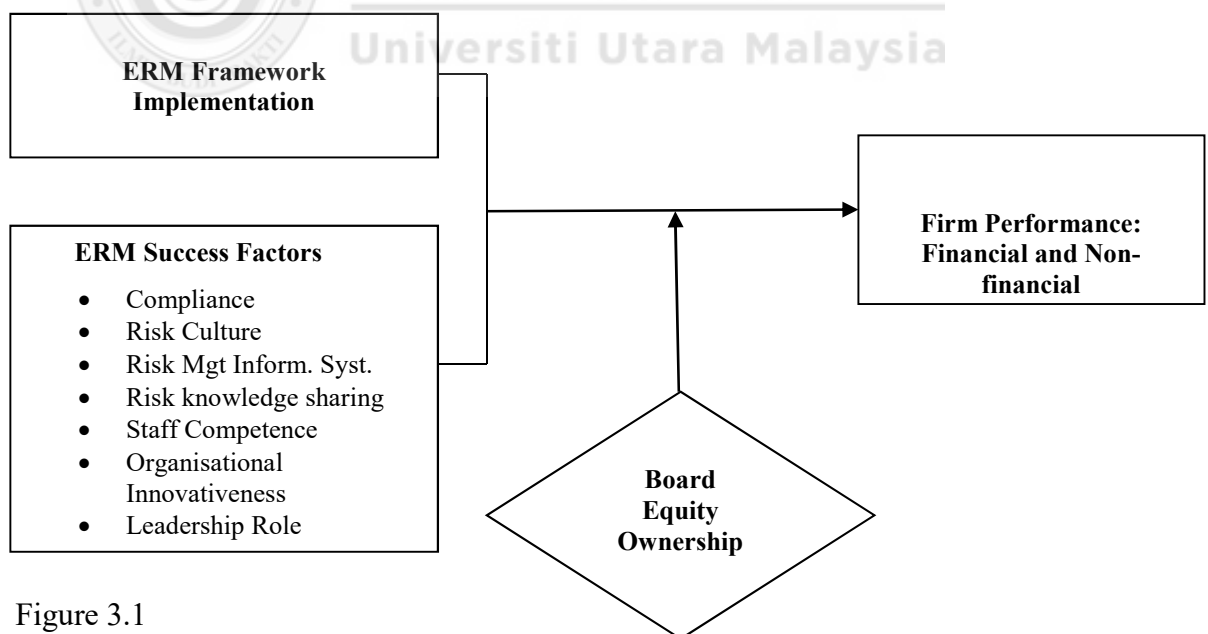 Universiti Utara Malaysia
ERM Framework
Implementation
ERM Success Factors
• Compliance
• Risk Culture
• Risk Mgt Inform. Syst.
• Risk knowledge sharing
• Staff Competence
• Organisational
Innovativeness
• Leadership Role
Firm Performance:
Financial and Non-
financial
Board
Equity
Ownership
Figure 3.1